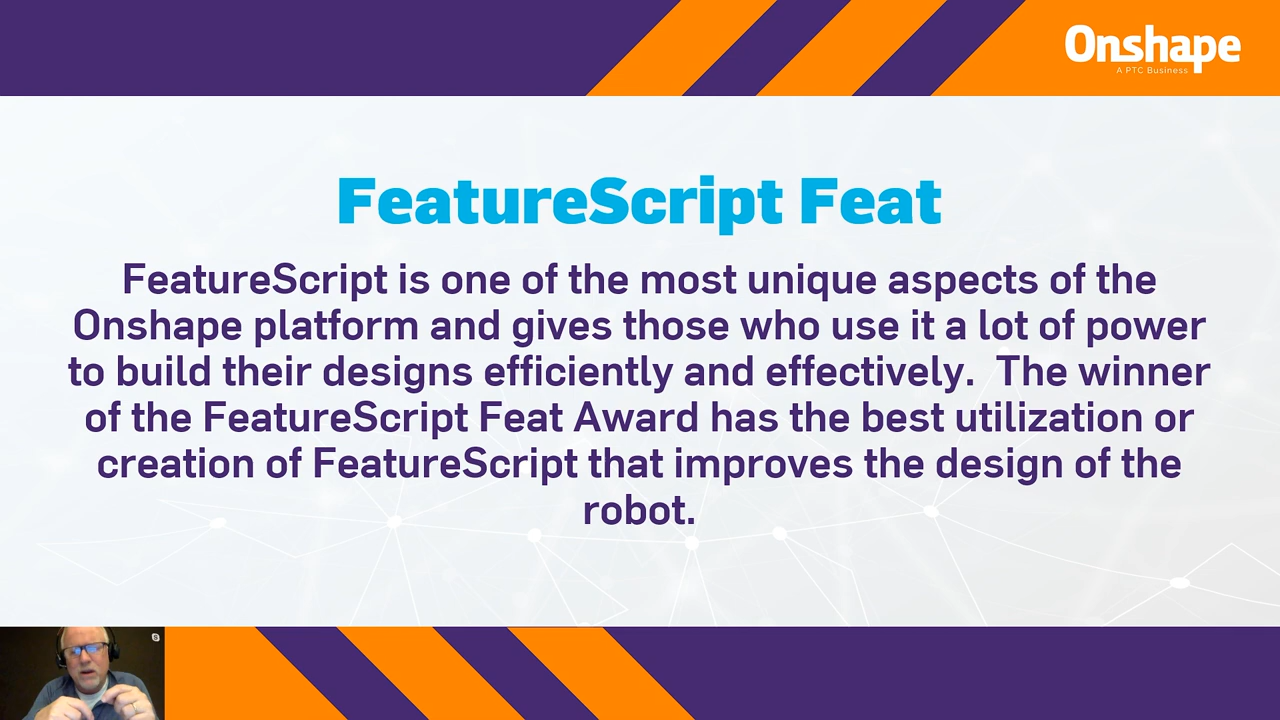 Onshape
A PTC Business
FeatureScript Feat
FeatureScript is one of the most unique aspects of the
Onshape platform and gives those who use it a lot of power
to build their designs efficiently and effectively.  The winner
of the FeatureScript Feat Award has the best utilization or
creation of FeatureScript that improves the design of the
robot.